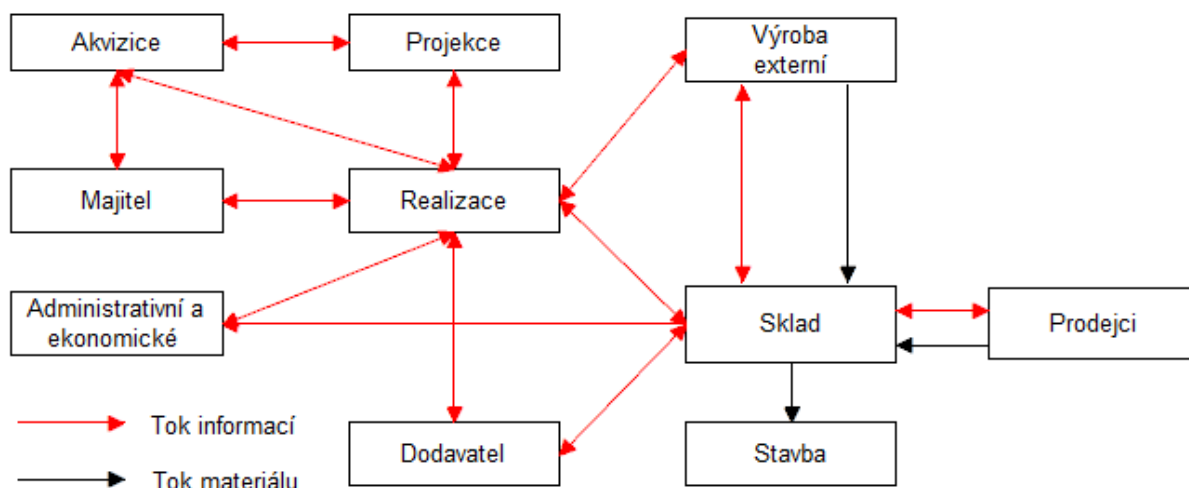 Akvizice
Projekce
Výroba
externí
Majitel
Realizace
Administrativní a
ekonomické
Sklad
Prodejci
Tok informací
Dodavatel
Stavba
Tok materiálu